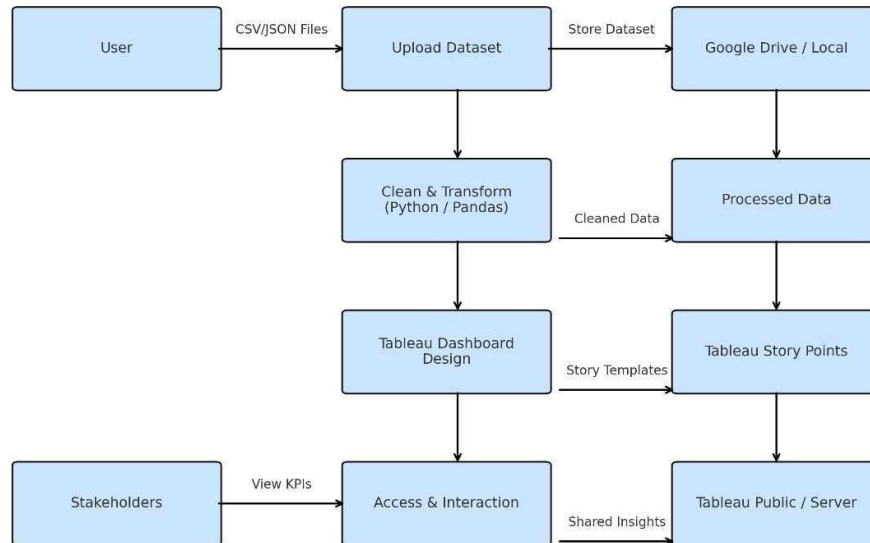 User
CSV/JSON Files
Upload Dataset
Store Dataset
Google Drive / Local
Clean & Transform
(Python / Pandas)
Cleaned Data
Processed Data
Tableau Dashboard
Design
Story Templates
Tableau Story Points
Stakeholders
View KPIs
Access & Interaction
Shared Insights
Tableau Public / Server